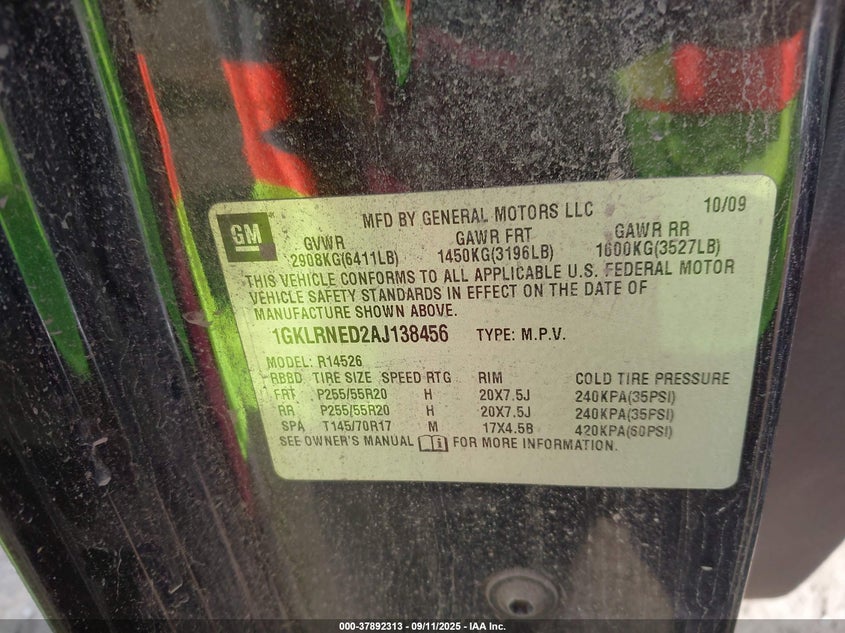 GM
MFD BY GENERAL MOTORS LLC 10/09
GVWR GAWR FRT GAWR RR
2908KG(6411LB) 1450KG(3196LB) 1600KG(3527LB)
THIS VEHICLE CONFORMS TO ALL APPLICABLE U.S. FEDERAL MOTOR
VEHICLE SAFETY STANDARDS IN EFFECT ON THE DATE OF
MANUFACTURE SHOWN ABOVE.
1GKLRNED2AJ138456 TYPE: M.P.V.
MODEL: R14526
RBBD TIRE SIZE SPEED RTG RIM COLD TIRE PRESSURE
FRT P255/55R20 H 20X7.5J 240KPA(35PSI)
RR P255/55R20 H 20X7.5J 240KPA(35PSI)
SPA T145/70R17 M 17X4.5B 420KPA(60PSI)
SEE OWNER'S MANUAL FOR MORE INFORMATION.
000-37892313 - 09/11/2025 - IAA Inc.